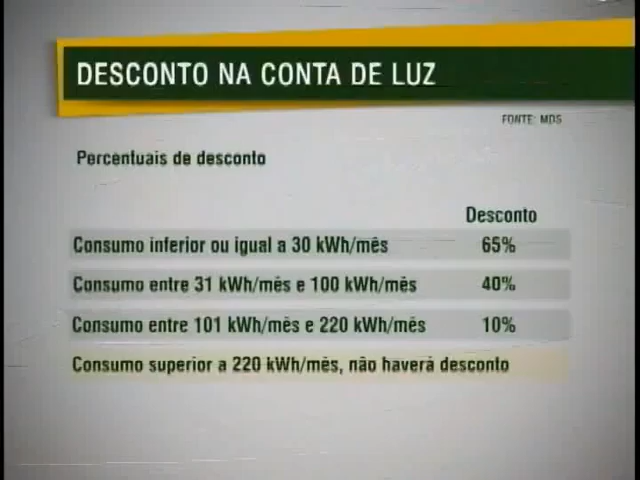 DESCONTO NA CONTA DE LUZ
FONTE: MDS
Percentuais de desconto
Desconto
Consumo inferior ou igual a 30 kWh/mês 65%
Consumo entre 31 kWh/mês e 100 kWh/mês 40%
Consumo entre 101 kWh/mês e 220 kWh/mês 10%
Consumo superior a 220 kWh/mês, não haverá desconto